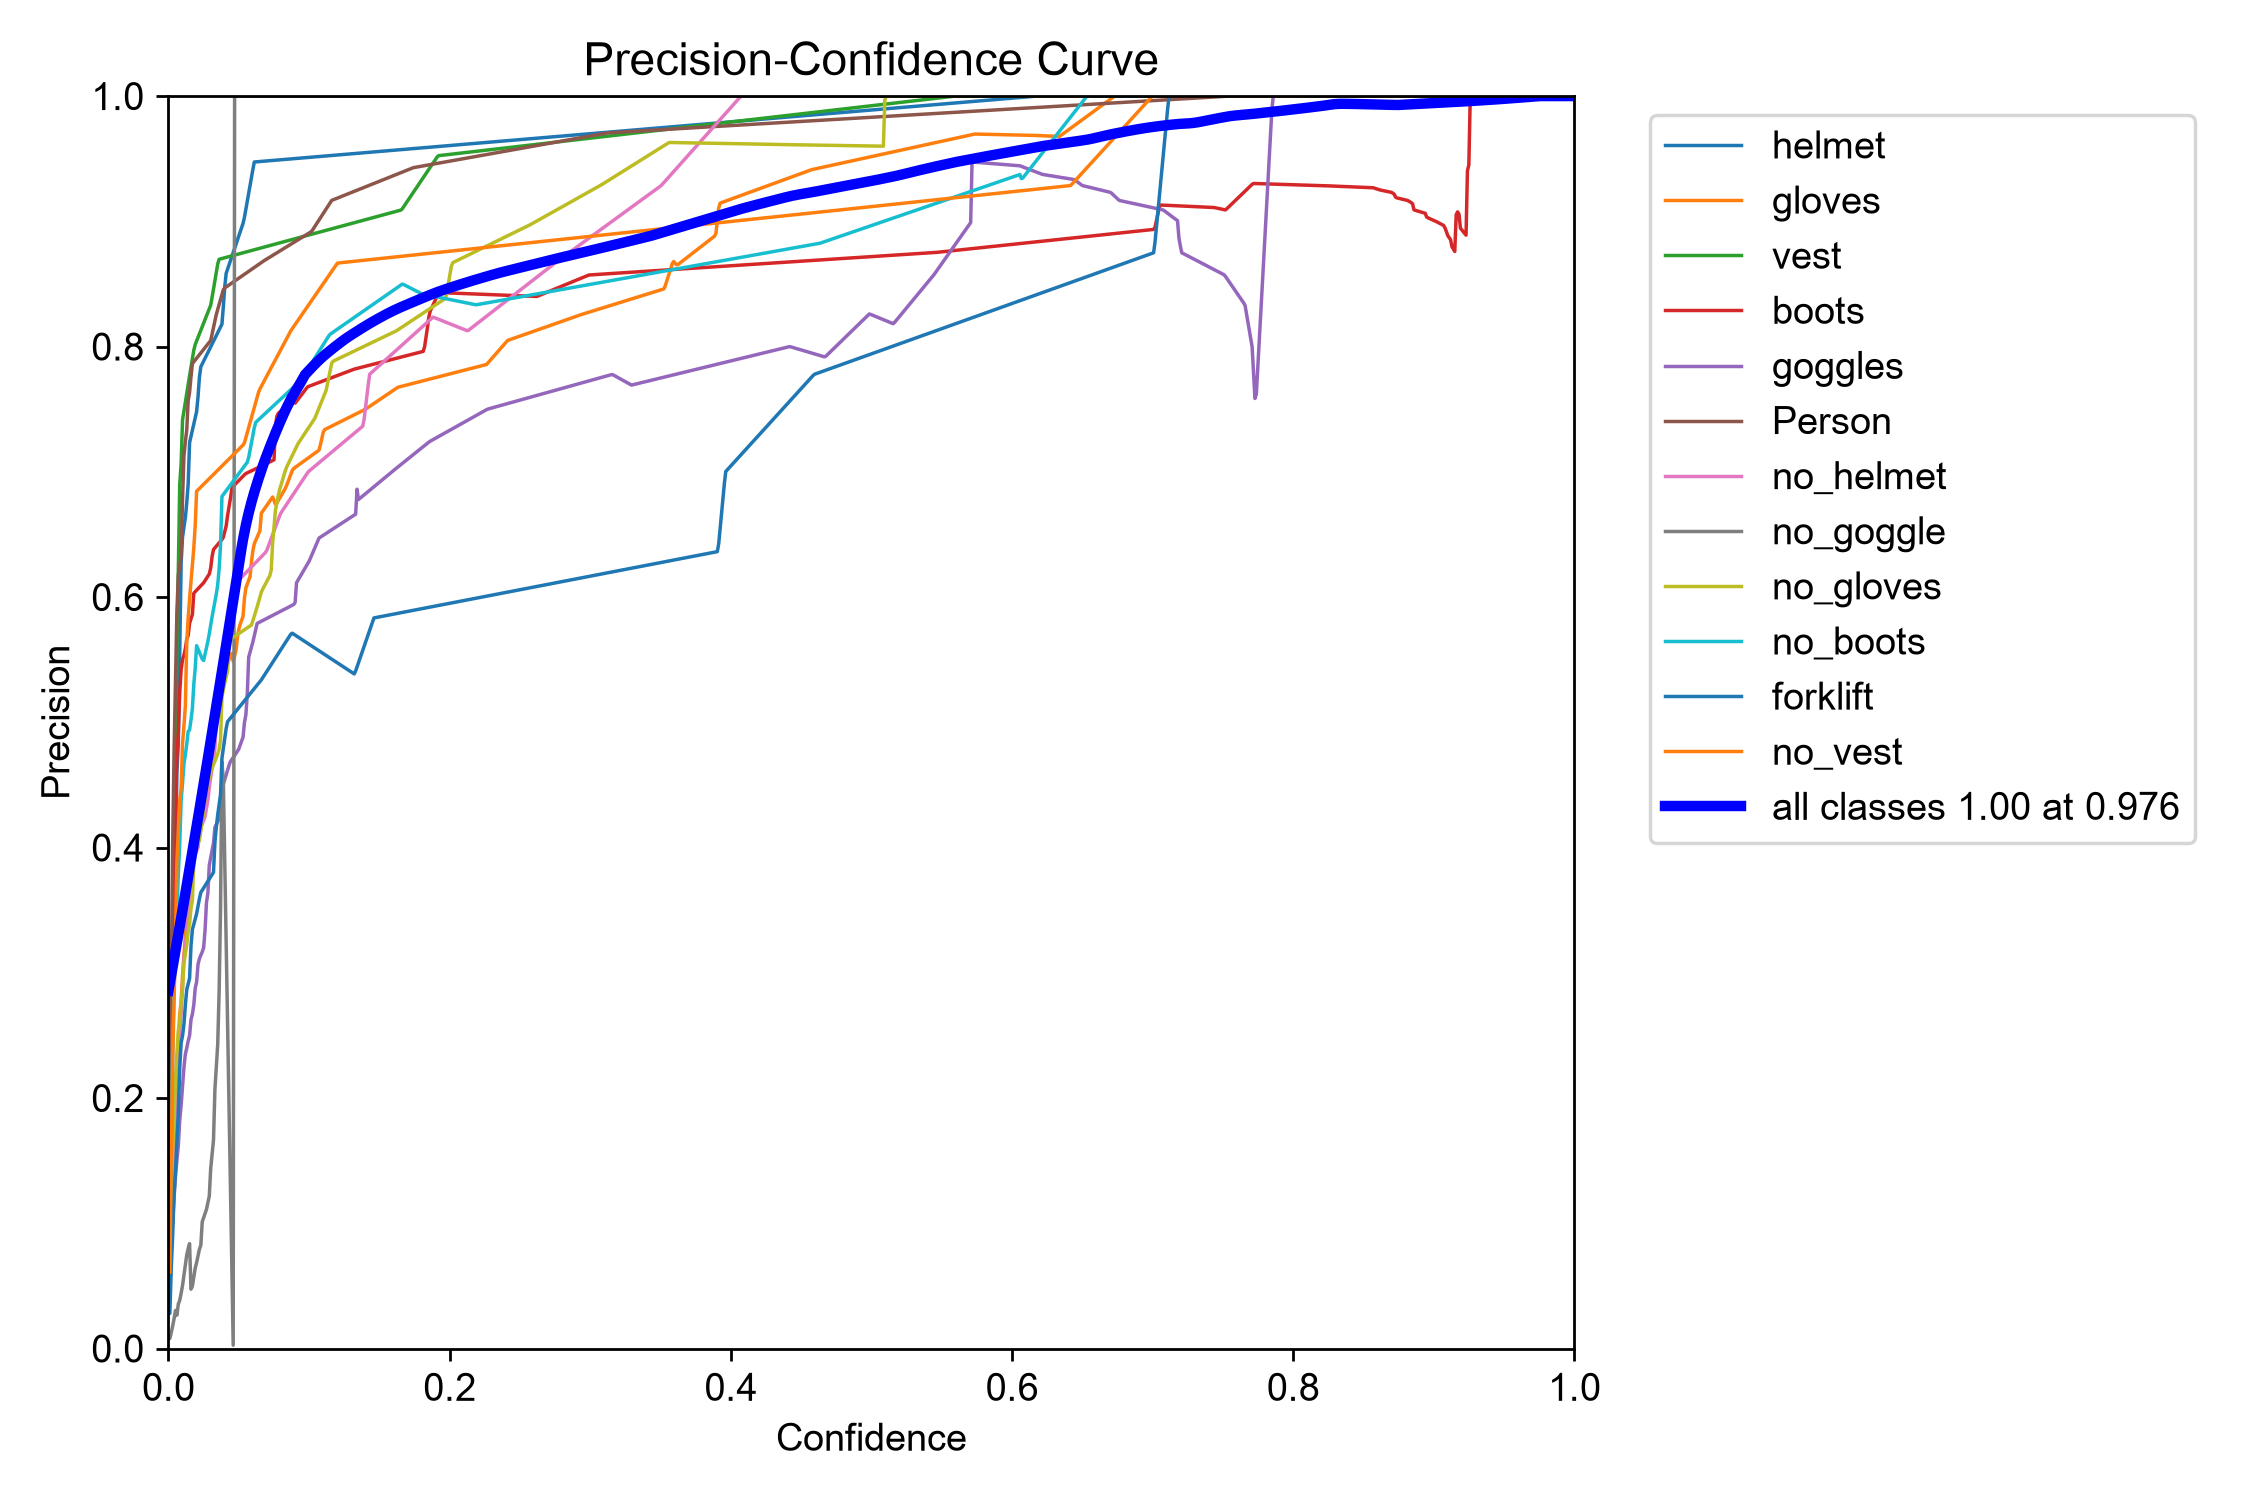 Precision-Confidence Curve
1.0
0.8
0.6
0.4
0.2
0.0
Precision
0.0 0.2 0.4 0.6 0.8 1.0
Confidence
helmet
gloves
vest
boots
goggles
Person
no_helmet
no_goggle
no_gloves
no_boots
forklift
no_vest
all classes 1.00 at 0.976